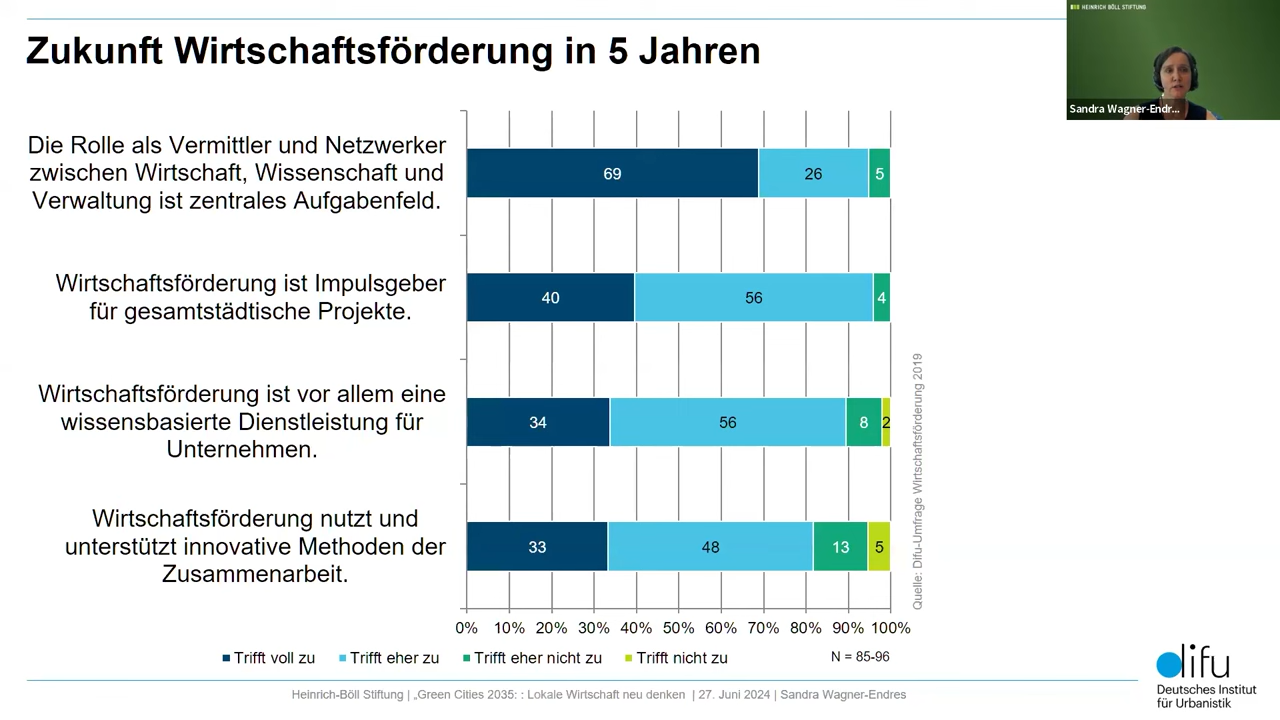 HEINRICH BÖLL STIFTUNG
Sandra Wagner-Endr...
Zukunft Wirtschaftsförderung in 5 Jahren
Die Rolle als Vermittler und Netzwerker
zwischen Wirtschaft, Wissenschaft und
Verwaltung ist zentrales Aufgabenfeld.
69 26 5
Wirtschaftsförderung ist Impulsgeber
für gesamtstädtische Projekte.
40 56 4
Wirtschaftsförderung ist vor allem eine
wissensbasierte Dienstleistung für
Unternehmen.
34 56 8 2
Wirtschaftsförderung nutzt und
unterstützt innovative Methoden der
Zusammenarbeit.
33 48 13 5
0% 10% 20% 30% 40% 50% 60% 70% 80% 90% 100%
Trifft voll zu Trifft eher zu Trifft eher nicht zu Trifft nicht zu
N = 85-96
Quelle: Difu-Umfrage Wirtschaftsförderung 2019
Heinrich-Böll Stiftung | „Green Cities 2035: : Lokale Wirtschaft neu denken | 27. Juni 2024 | Sandra Wagner-Endres
difu
Deutsches Institut
für Urbanistik